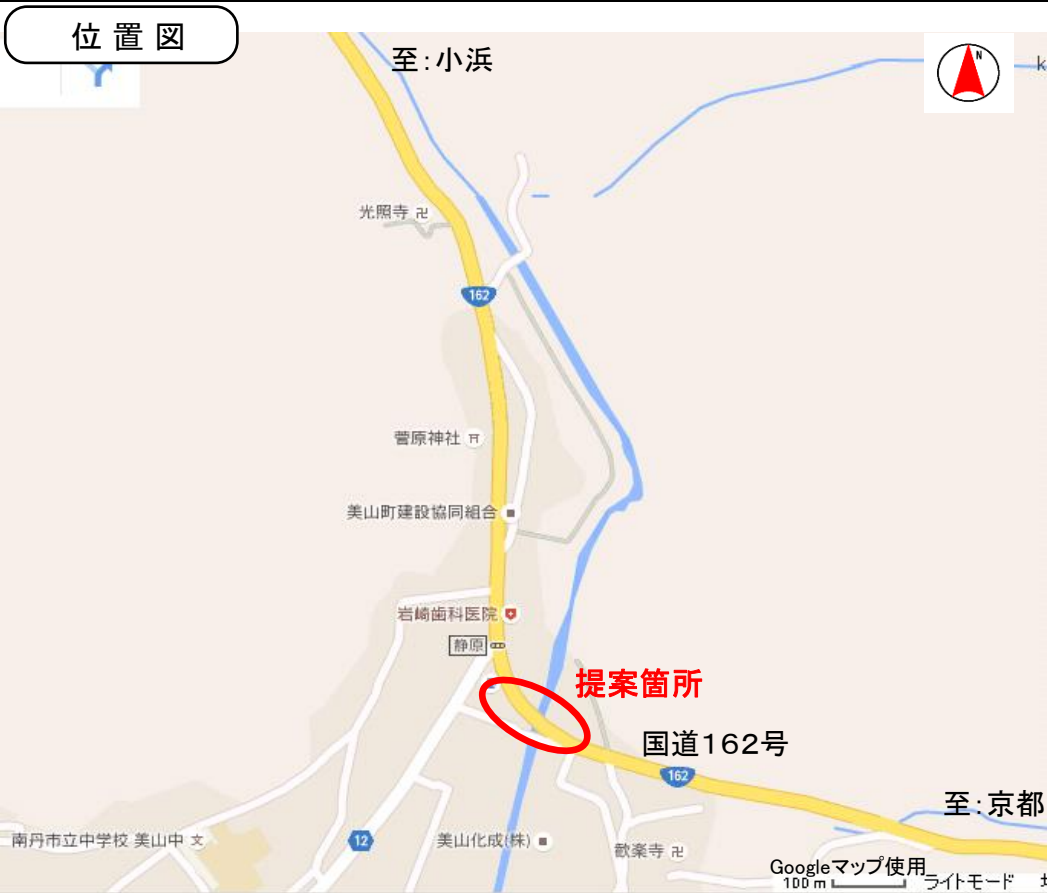 位置図
至:小浜
N
k
光照寺 卍
162
菅原神社
美山町建設協同組合
岩崎歯科医院
静原
提案箇所
国道162号
162
至:京都
南丹市立中学校 美山中 文
12
美山化成(株)
歓楽寺 卍
Googleマップ使用
100 m
ライトモード